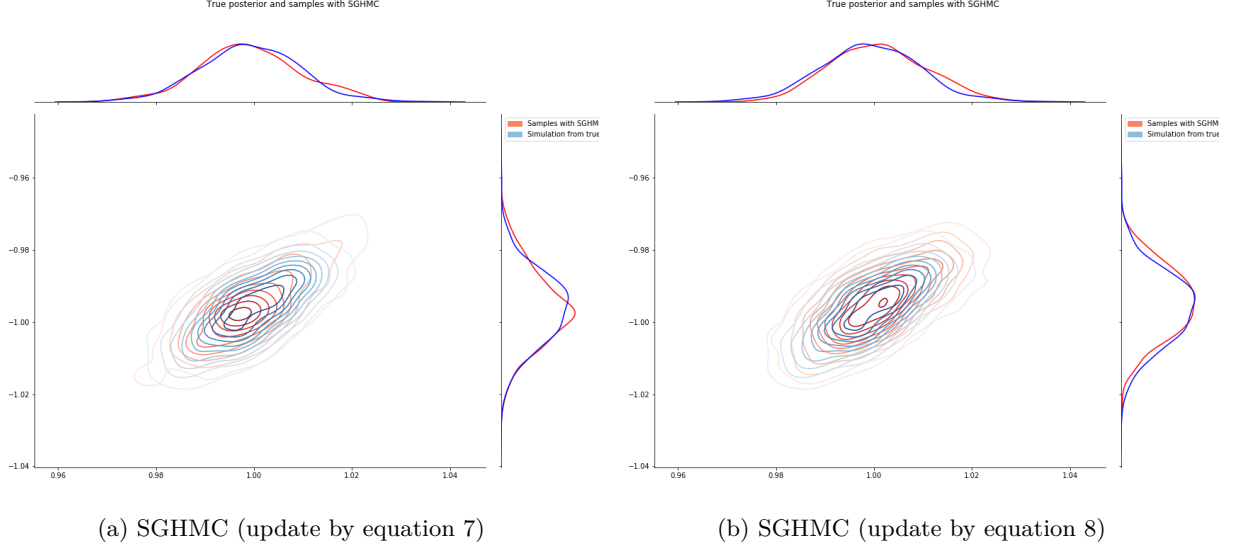 True posterior and samples with SGHMC
Samples with SGHM
Simulation from true
−0.96
−0.98
−1.00
−1.02
−1.04
0.96 0.98 1.00 1.02 1.04
(a) SGHMC (update by equation 7)
True posterior and samples with SGHMC
Samples with SGHM
Simulation from true
−0.96
−0.98
−1.00
−1.02
−1.04
0.96 0.98 1.00 1.02 1.04
(b) SGHMC (update by equation 8)